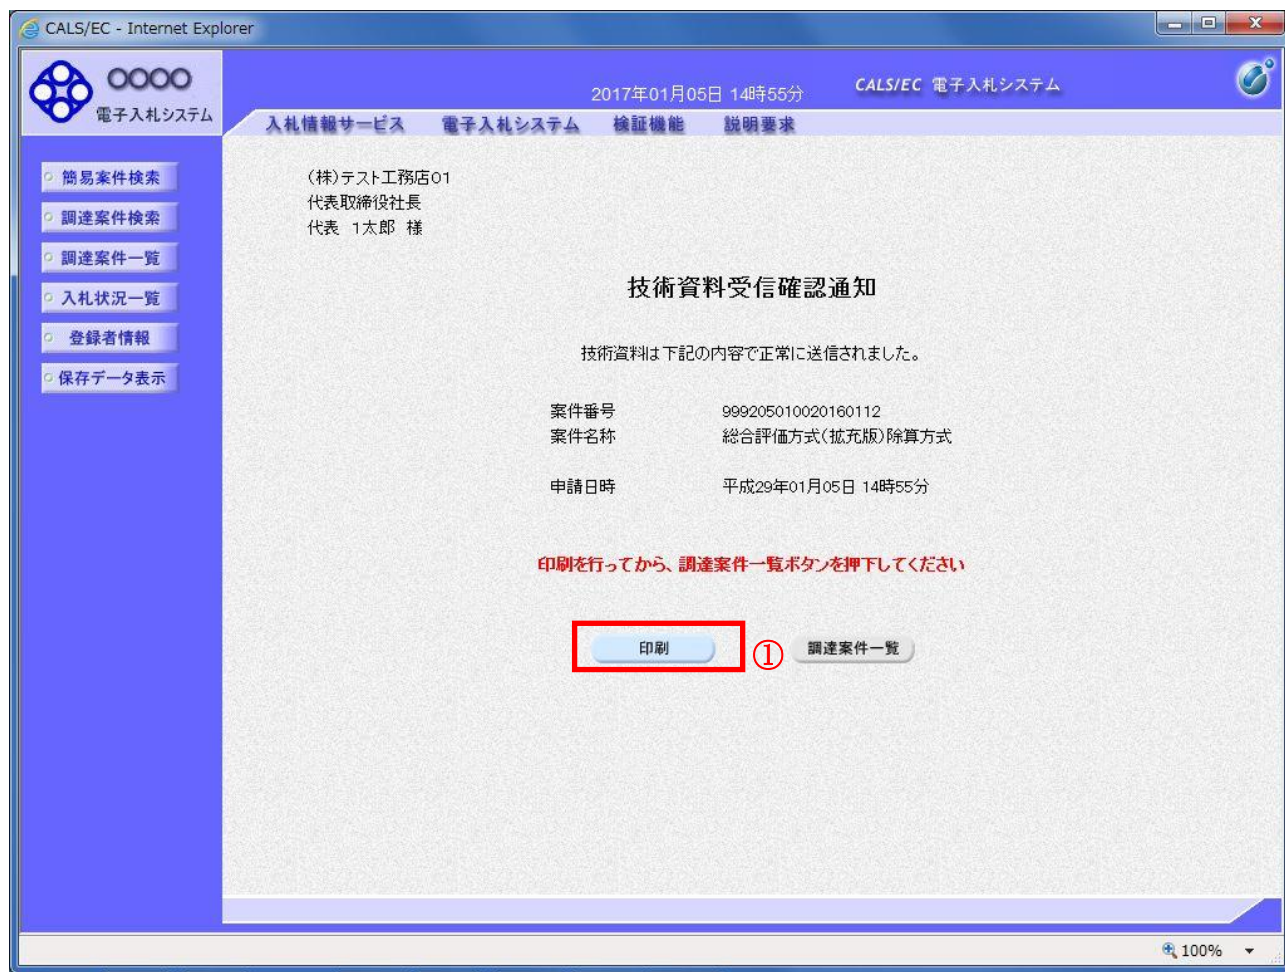 CALS/EC - Internet Explorer
〇〇〇〇
電子入札システム
2017年01月05日 14時55分
CALS/EC 電子入札システム
入札情報サービス 電子入札システム 検証機能 説明要求
簡易案件検索
調達案件検索
調達案件一覧
入札状況一覧
登録者情報
保存データ表示
(株)テスト工務店01
代表取締役社長
代表 1太郎 様
技術資料受信確認通知
技術資料は下記の内容で正常に送信されました。
案件番号 999205010020160112
案件名称 総合評価方式(拡充版)除算方式
申請日時 平成29年01月05日 14時55分
印刷を行ってから、調達案件一覧ボタンを押下してください
印刷 ① 調達案件一覧
100%